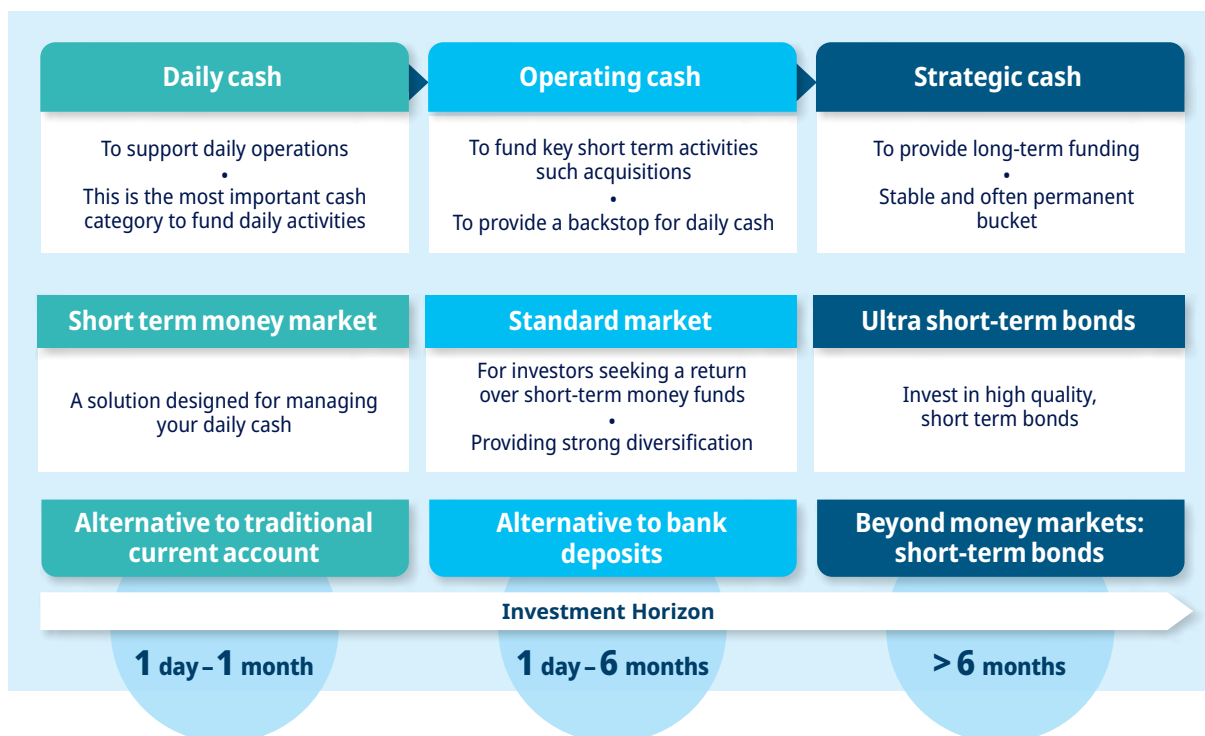 Daily cash
Operating cash
Strategic cash
To support daily operations
•
This is the most important cash
category to fund daily activities
To fund key short term activities
such acquisitions
•
To provide a backstop for daily cash
To provide long-term funding
•
Stable and often permanent
bucket
Short term money market
Standard market
Ultra short-term bonds
A solution designed for managing
your daily cash
For investors seeking a return
over short-term money funds
•
Providing strong diversification
Invest in high quality,
short term bonds
Alternative to traditional
current account
Alternative to bank
deposits
Beyond money markets:
short-term bonds
Investment Horizon
1 day – 1 month
1 day – 6 months
> 6 months